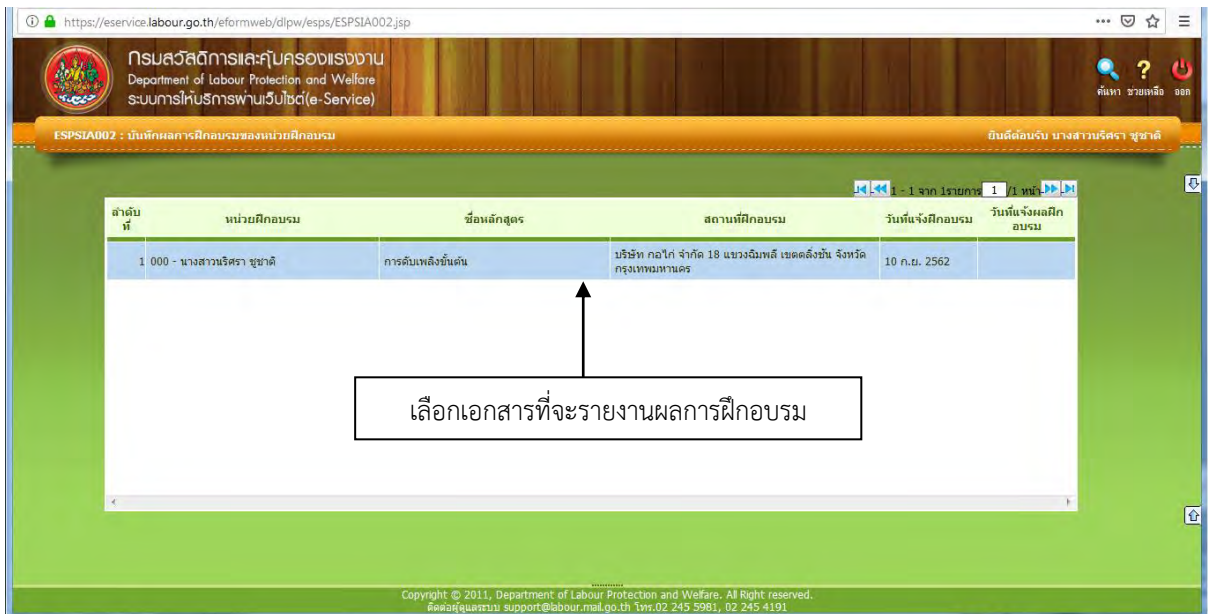 https://eservice.labour.go.th/eformweb/dlpw/esps/ESPSIA002.jsp
กรมสวัสดิการและคุ้มครองแรงงาน
Department of Labour Protection and Welfare
ระบบการให้บริการผ่านเว็บไซต์(e-Service)
ค้นหา ช่วยเหลือ ออก
ESPSIA002 : บันทึกผลการฝึกอบรมของหน่วยฝึกอบรม
ยินดีต้อนรับ นางสาวนริศรา ชูชาติ
1 - 1 จาก 1รายการ 1 /1 หน้า
ลำดับที่ หน่วยฝึกอบรม ชื่อหลักสูตร สถานที่ฝึกอบรม วันที่แจ้งฝึกอบรม วันที่แจ้งผลฝึกอบรม
1 000 - นางสาวนริศรา ชูชาติ การดับเพลิงขั้นต้น บริษัท กอไก่ จำกัด 18 แขวงฉิมพลี เขตตลิ่งชัน จังหวัด 10 ก.ย. 2562
กรุงเทพมหานคร
เลือกเอกสารที่จะรายงานผลการฝึกอบรม
Copyright © 2011, Department of Labour Protection and Welfare. All Right reserved.
ติดต่อผู้ดูแลระบบ support@labour.mail.go.th โทร.02 245 5981, 02 245 4191